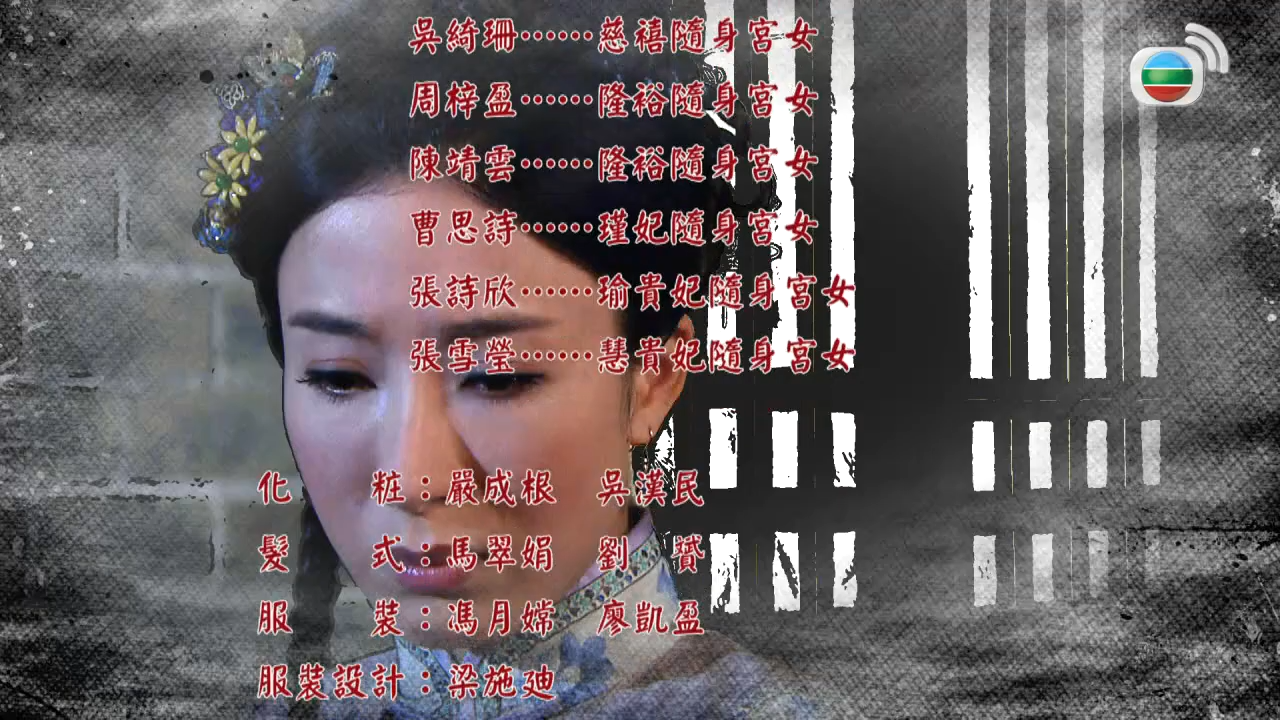 吳綺珊⋯⋯慈禧隨身宮女
周梓盈⋯⋯隆裕隨身宮女
陳靖雲⋯⋯隆裕隨身宮女
曹思詩⋯⋯瑾妃隨身宮女
張詩欣⋯⋯瑜貴妃隨身宮女
張雪瑩⋯⋯慧貴妃隨身宮女
化　　粧：嚴成根　吳漢民
髮　　式：馬翠娟　劉　贇
服　　裝：馮月嫦　廖凱盈
服裝設計：梁施廸